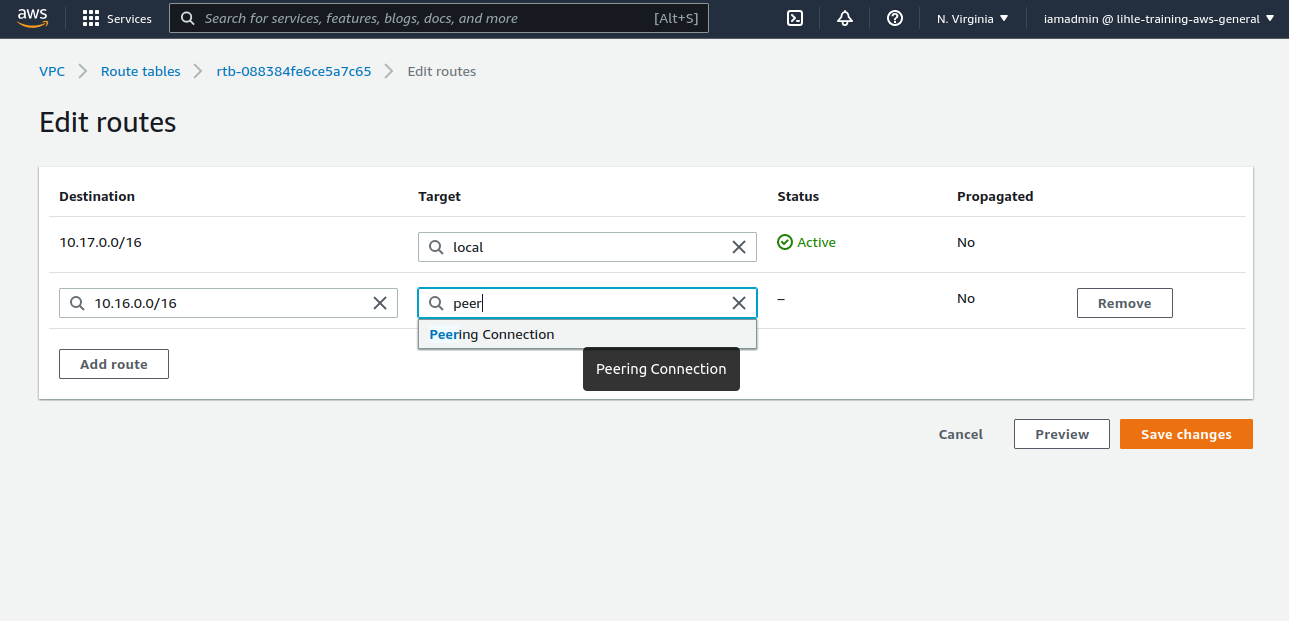 aws Services Search for services, features, blogs, docs, and more [Alt+S] N. Virginia iamadmin @ lihle-training-aws-general
VPC Route tables rtb-088384fe6ce5a7c65 Edit routes
Edit routes
Destination Target Status Propagated
10.17.0.0/16 local Active No
10.16.0.0/16 peer – No Remove
Peering Connection
Add route Peering Connection
Cancel Preview Save changes